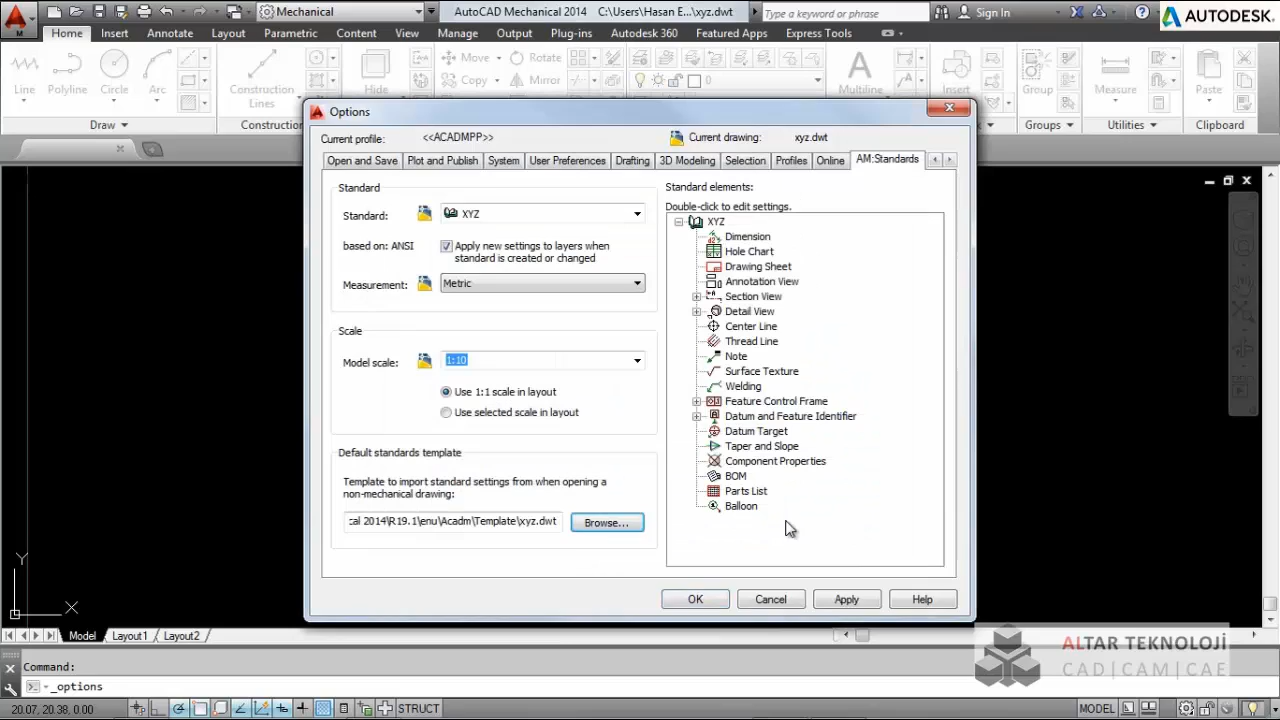 Mechanical
AutoCAD Mechanical 2014 C:\Users\Hasan E...\xyz.dwt
Type a keyword or phrase
Sign In
AUTODESK.
M
Home Insert Annotate Layout Parametric Content View Manage Output Plug-ins Autodesk 360 Featured Apps Express Tools
Line Polyline Circle Arc
Construction
Lines
Hide
Move Rotate
Copy Mirror
0
Multiline
Insert
Group
Measure
Paste
Draw Construction Groups Utilities Clipboard
Options
Current profile: <<ACADMPP>> Current drawing: xyz.dwt
Open and Save Plot and Publish System User Preferences Drafting 3D Modeling Selection Profiles Online AM:Standards
Standard
Standard: XYZ
based on: ANSI
Apply new settings to layers when
standard is created or changed
Measurement: Metric
Scale
Model scale: 1:10
Use 1:1 scale in layout
Use selected scale in layout
Default standards template
Template to import standard settings from when opening a
non-mechanical drawing:
cal 2014\R19.1\enu\Acadm\Template\xyz.dwt Browse...
Standard elements:
Double-click to edit settings.
XYZ
Dimension
Hole Chart
Drawing Sheet
Annotation View
Section View
Detail View
Center Line
Thread Line
Note
Surface Texture
Welding
Feature Control Frame
Datum and Feature Identifier
Datum Target
Taper and Slope
Component Properties
BOM
Parts List
Balloon
OK Cancel Apply Help
Y
X
Model Layout1 Layout2
ALTAR TEKNOLOJİ
CAD|CAM|CAE
Command:
_options
20.07, 20.38, 0.00
STRUCT
MODEL